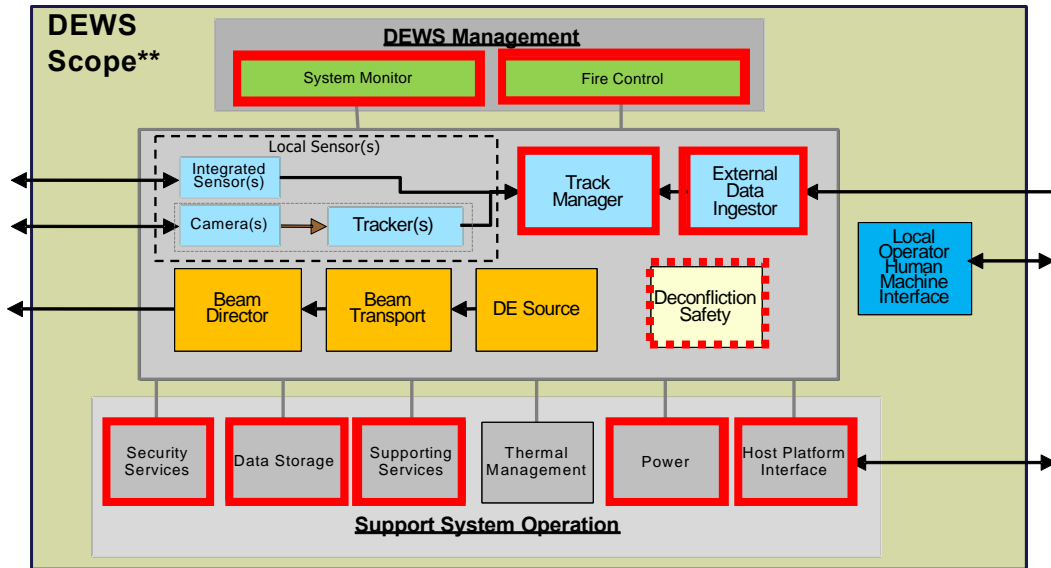 DEWS
Scope**
DEWS Management
System Monitor
Fire Control
Local Sensor(s)
Integrated
Sensor(s)
Camera(s)
Tracker(s)
Track
Manager
External
Data
Ingestor
Local
Operator
Human
Machine
Interface
Beam
Director
Beam
Transport
DE Source
Deconfliction
Safety
Security
Services
Data Storage
Supporting
Services
Thermal
Management
Power
Host Platform
Interface
Support System Operation